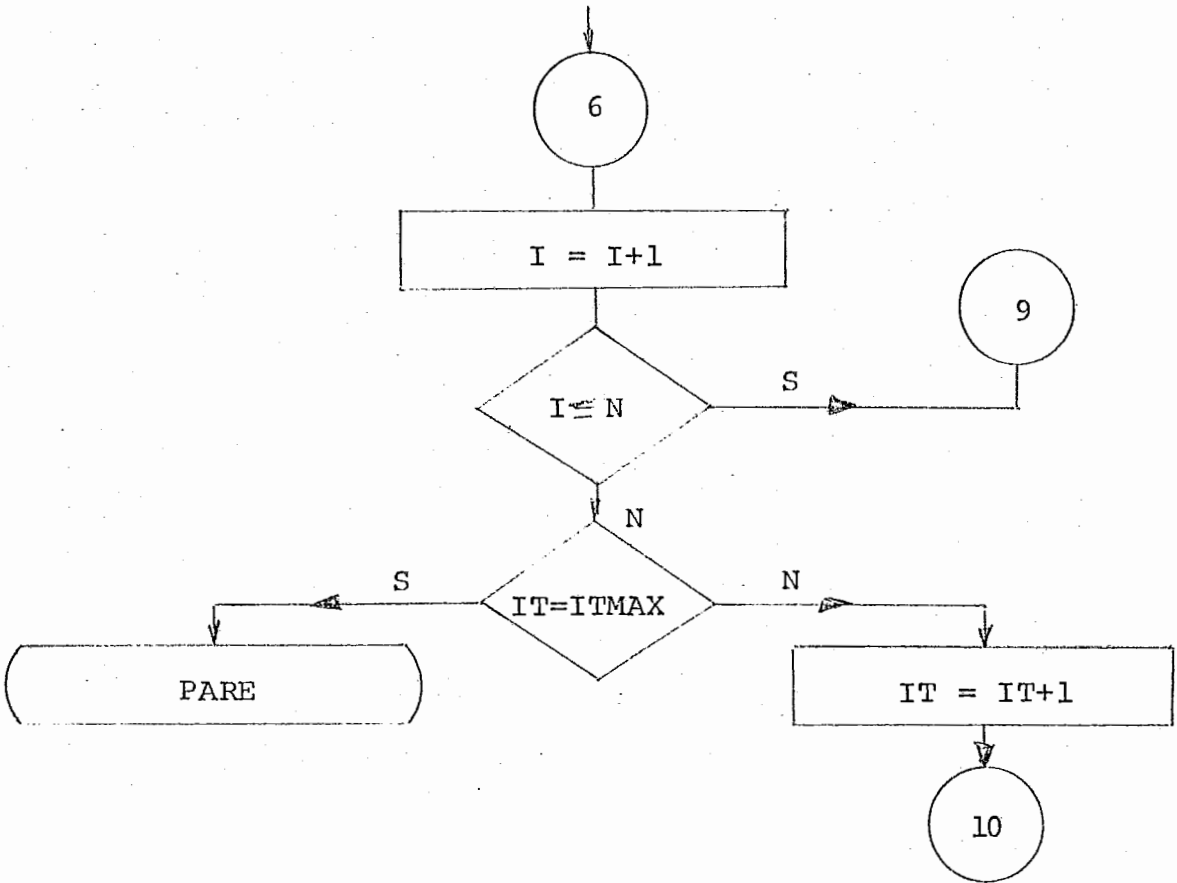 6
I = I+1
9
S
I ≤ N
N
S
N
IT=ITMAX
PARE
IT = IT+1
10